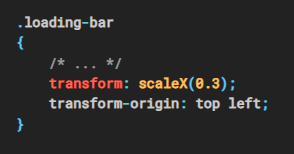 .loading-bar
{
    /* ... */
    transform: scaleX(0.3);
    transform-origin: top left;
}